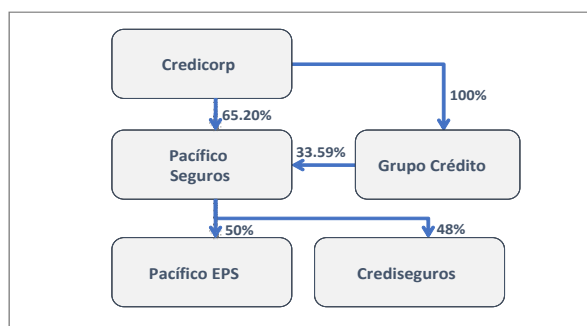 Credicorp
100%
65.20%
Pacífico
Seguros
33.59%
Grupo Crédito
50%
48%
Pacífico EPS
Crediseguros